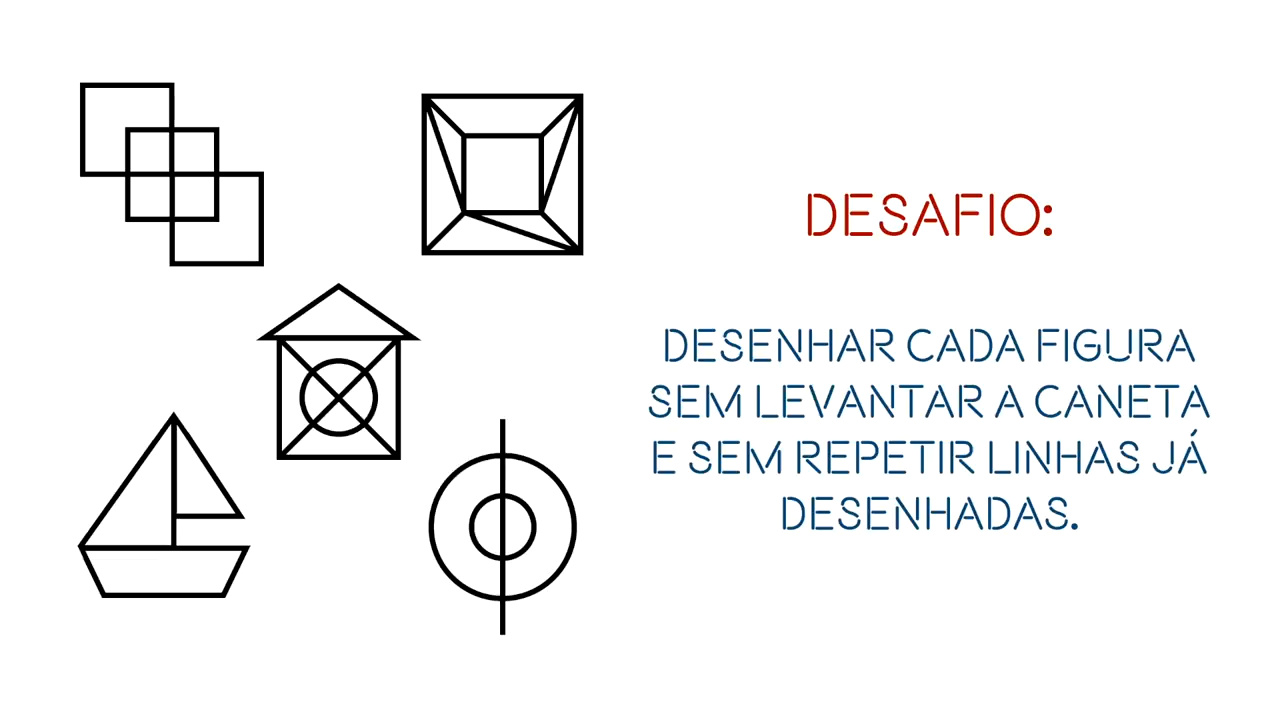 DESAFIO:
DESENHAR CADA FIGURA
SEM LEVANTAR A CANETA
E SEM REPETIR LINHAS JÁ
DESENHADAS.